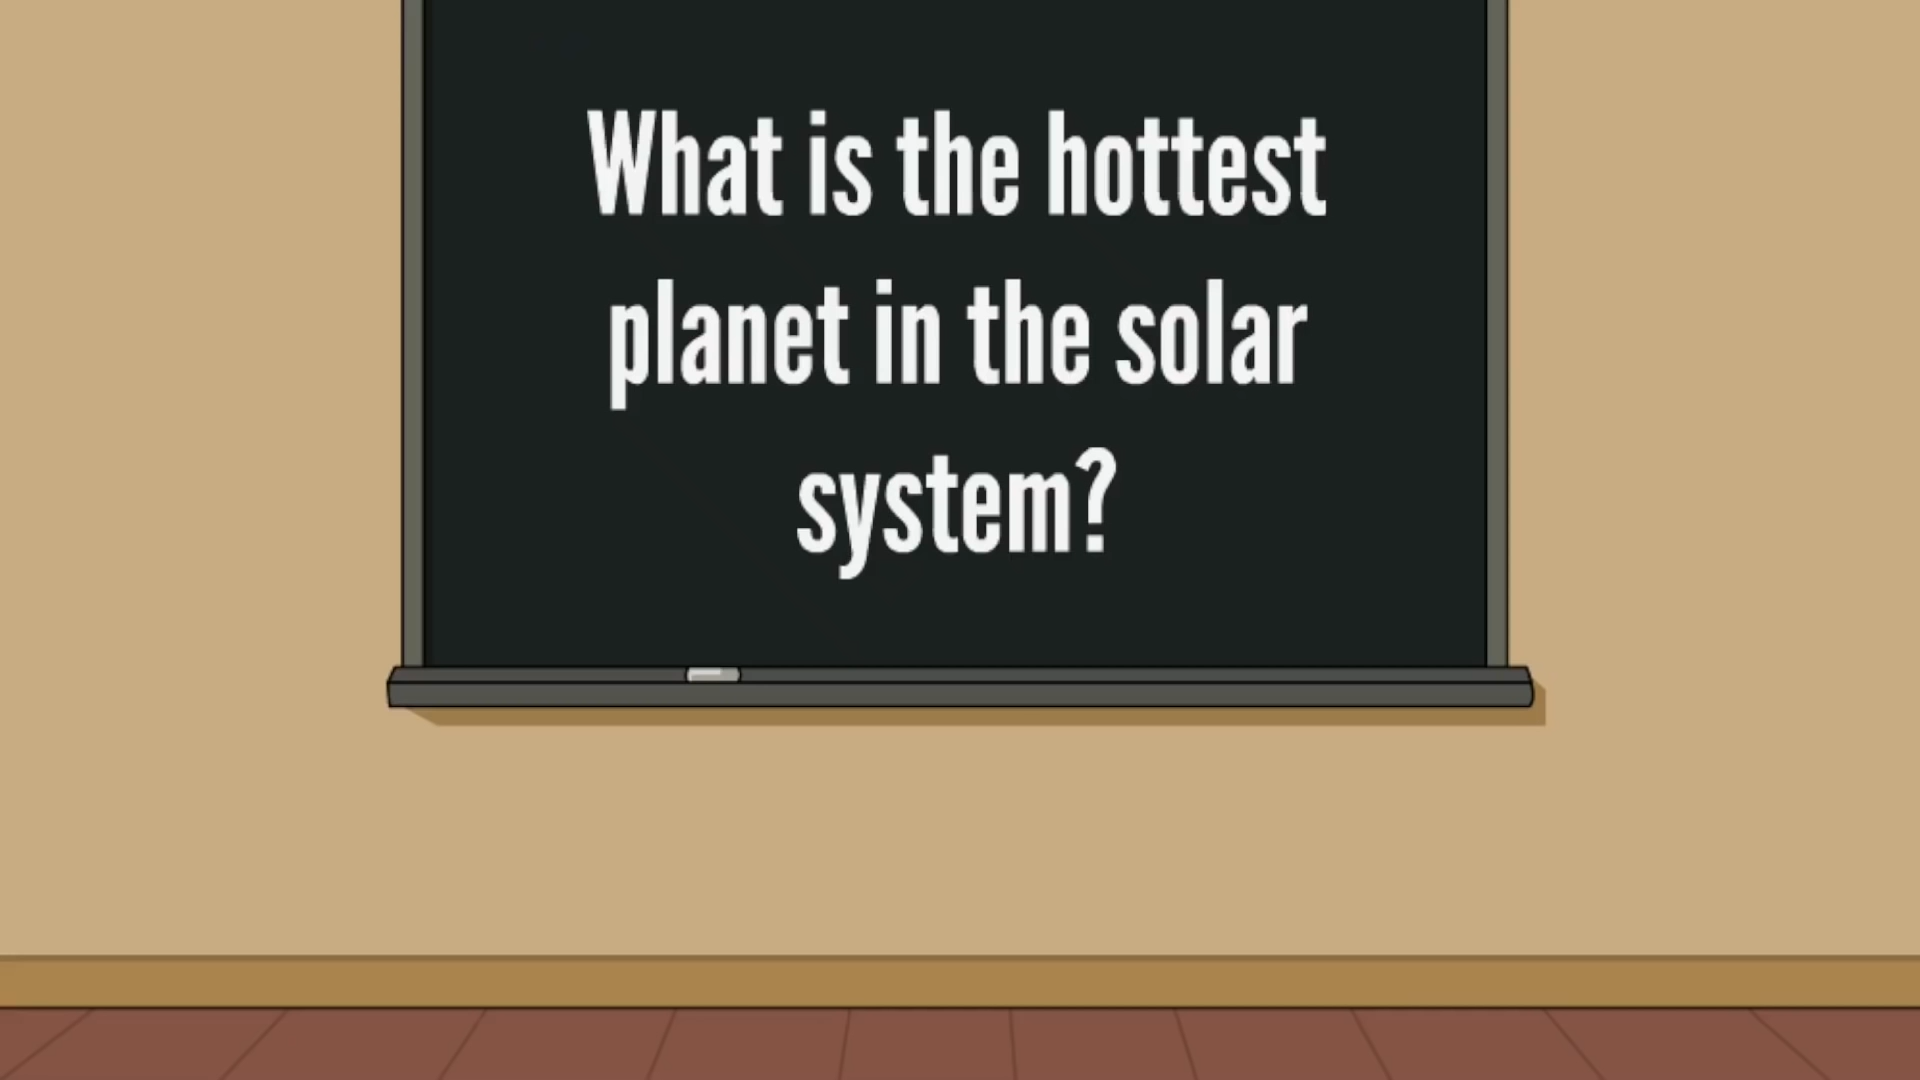 What is the hottest
planet in the solar
system?